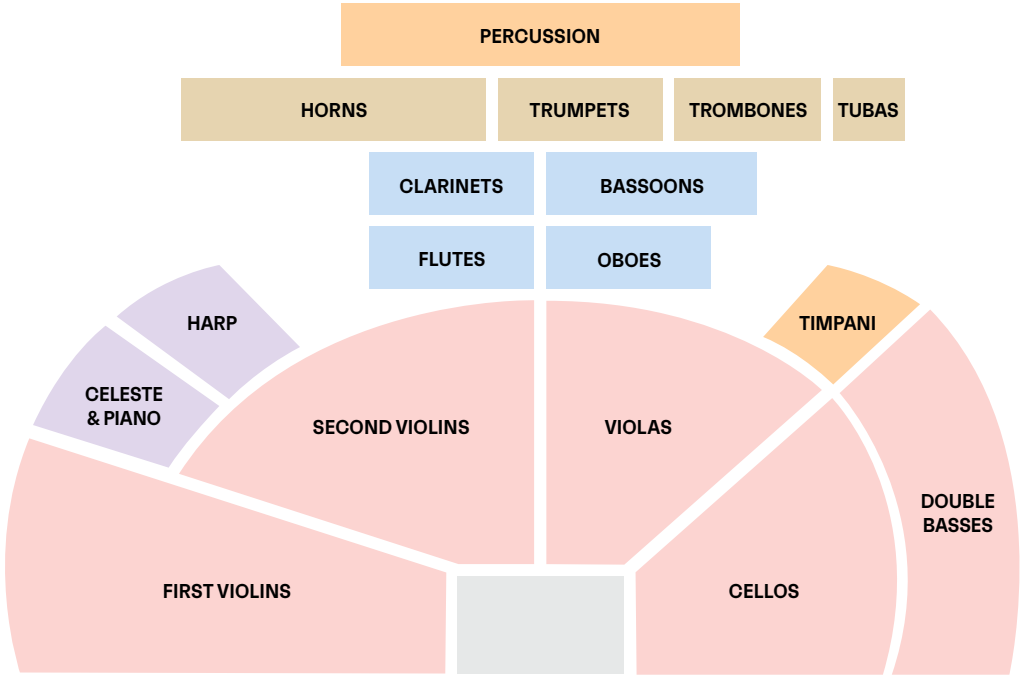 PERCUSSION
HORNS
TRUMPETS
TROMBONES
TUBAS
CLARINETS
BASSOONS
FLUTES
OBOES
HARP
TIMPANI
CELESTE
& PIANO
SECOND VIOLINS
VIOLAS
DOUBLE
BASSES
FIRST VIOLINS
CELLOS